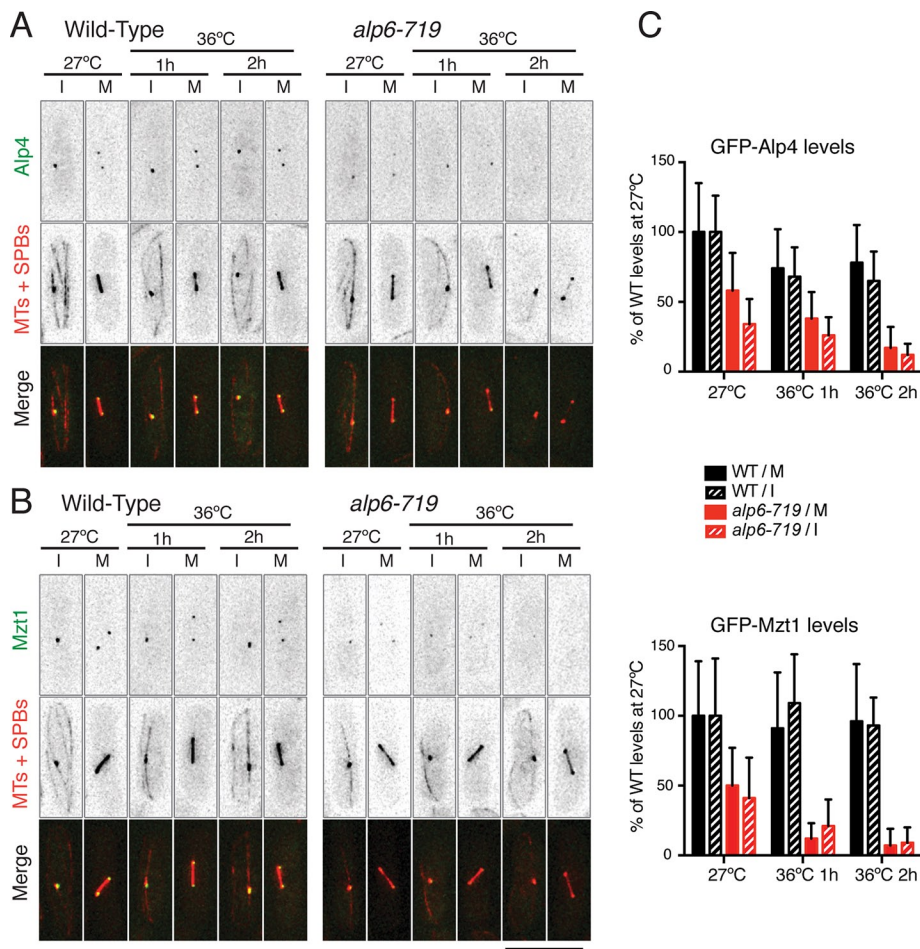 A
Wild-Type
alp6-719
36ºC
36ºC
27ºC 1h 2h
27ºC 1h 2h
I M I M I M
I M I M I M
Alp4
MTs + SPBs
Merge
B
Wild-Type
alp6-719
36ºC
36ºC
27ºC 1h 2h
27ºC 1h 2h
I M I M I M
I M I M I M
Mzt1
MTs + SPBs
Merge
C
GFP-Alp4 levels
% of WT levels at 27ºC
150
100
50
0
27ºC 36ºC 1h 36ºC 2h
WT / M
WT / I
alp6-719 / M
alp6-719 / I
GFP-Mzt1 levels
% of WT levels at 27ºC
150
100
50
0
27ºC 36ºC 1h 36ºC 2h